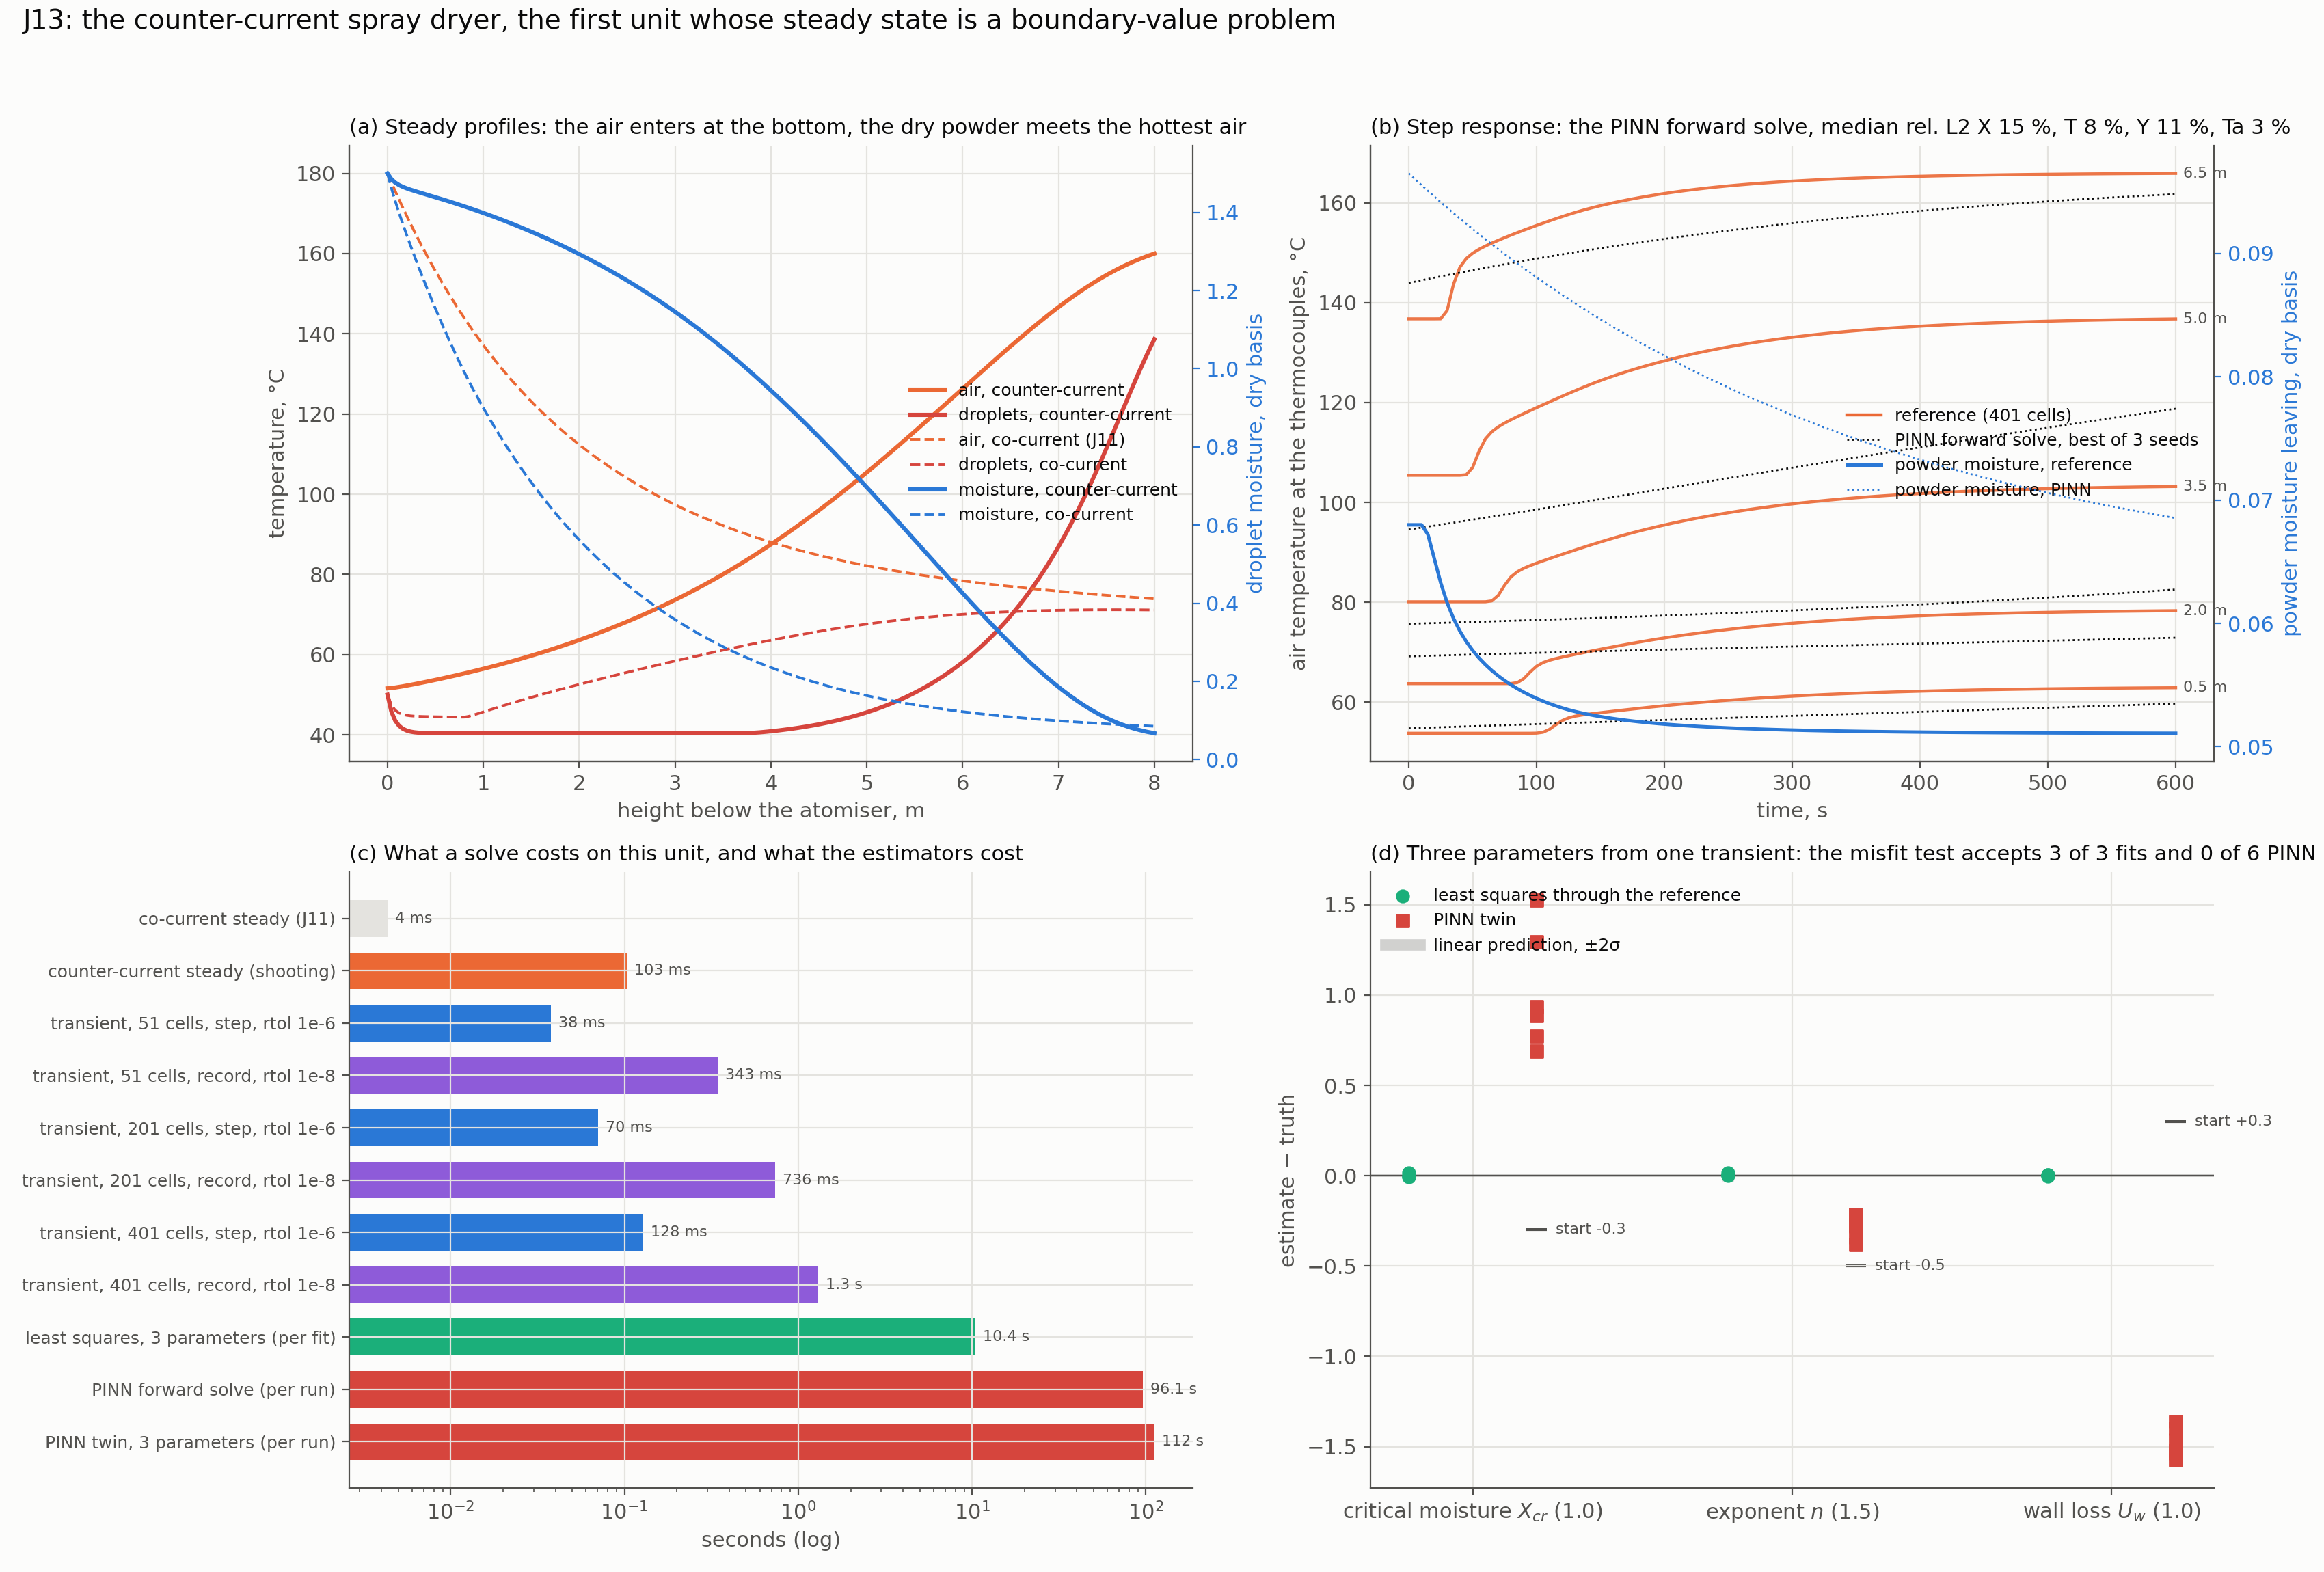 J13: the counter-current spray dryer, the first unit whose steady state is a boundary-value problem
(a) Steady profiles: the air enters at the bottom, the dry powder meets the hottest air
180
160
140
120
100
80
60
40
temperature, °C
1.4
1.2
1.0
0.8
0.6
0.4
0.2
0.0
droplet moisture, dry basis
air, counter-current
droplets, counter-current
air, co-current (J11)
droplets, co-current
moisture, counter-current
moisture, co-current
0 1 2 3 4 5 6 7 8
height below the atomiser, m
(b) Step response: the PINN forward solve, median rel. L2 X 15 %, T 8 %, Y 11 %, Ta 3 %
160
140
120
100
80
60
air temperature at the thermocouples, °C
6.5 m
5.0 m
3.5 m
2.0 m
0.5 m
0.09
0.08
0.07
0.06
0.05
powder moisture leaving, dry basis
reference (401 cells)
PINN forward solve, best of 3 seeds
powder moisture, reference
powder moisture, PINN
0 100 200 300 400 500 600
time, s
(c) What a solve costs on this unit, and what the estimators cost
co-current steady (J11) 4 ms
counter-current steady (shooting) 103 ms
transient, 51 cells, step, rtol 1e-6 38 ms
transient, 51 cells, record, rtol 1e-8 343 ms
transient, 201 cells, step, rtol 1e-6 70 ms
transient, 201 cells, record, rtol 1e-8 736 ms
transient, 401 cells, step, rtol 1e-6 128 ms
transient, 401 cells, record, rtol 1e-8 1.3 s
least squares, 3 parameters (per fit) 10.4 s
PINN forward solve (per run) 96.1 s
PINN twin, 3 parameters (per run) 112 s
10⁻² 10⁻¹ 10⁰ 10¹ 10²
seconds (log)
(d) Three parameters from one transient: the misfit test accepts 3 of 3 fits and 0 of 6 PINN
least squares through the reference
PINN twin
linear prediction, ±2σ
1.5
1.0
0.5
0.0
−0.5
−1.0
−1.5
estimate − truth
start +0.3
start -0.3
start -0.5
critical moisture X_cr (1.0) exponent n (1.5) wall loss U_w (1.0)